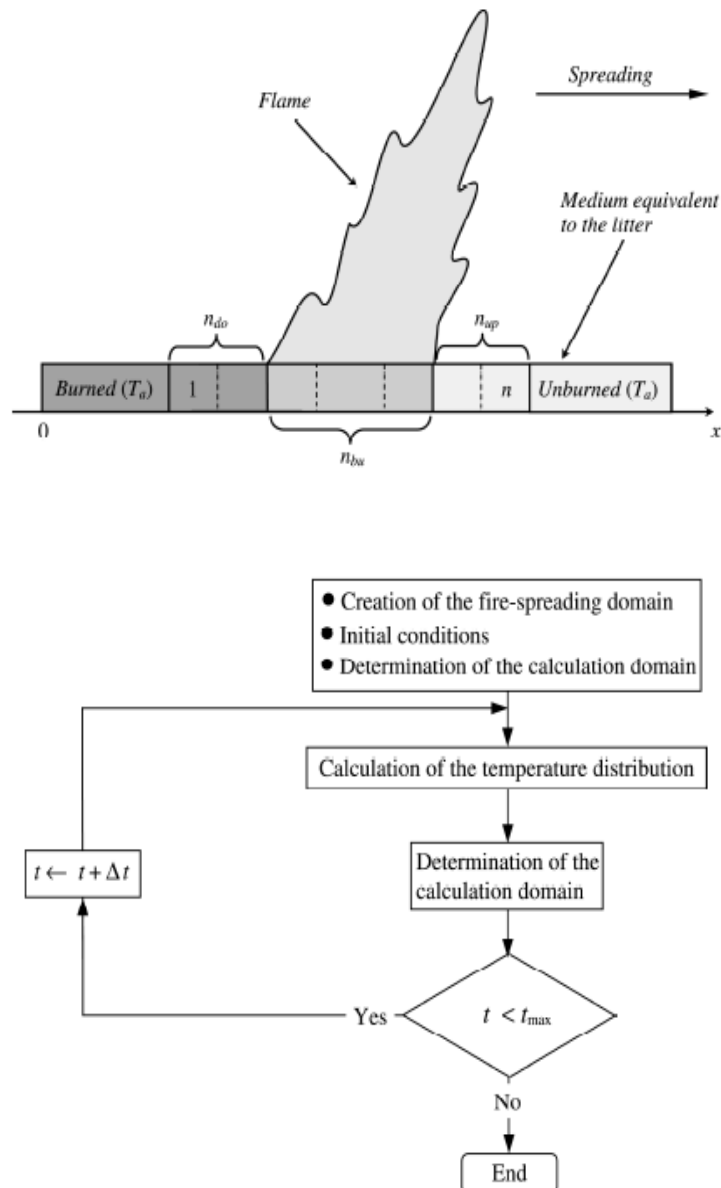 Spreading
Flame
Medium equivalent
to the litter
n_do
n_up
Burned (T_a)
1
n
Unburned (T_a)
0
x
n_bu
● Creation of the fire-spreading domain
● Initial conditions
● Determination of the calculation domain
Calculation of the temperature distribution
t ← t + Δt
Determination of the
calculation domain
Yes
t < t_max
No
End